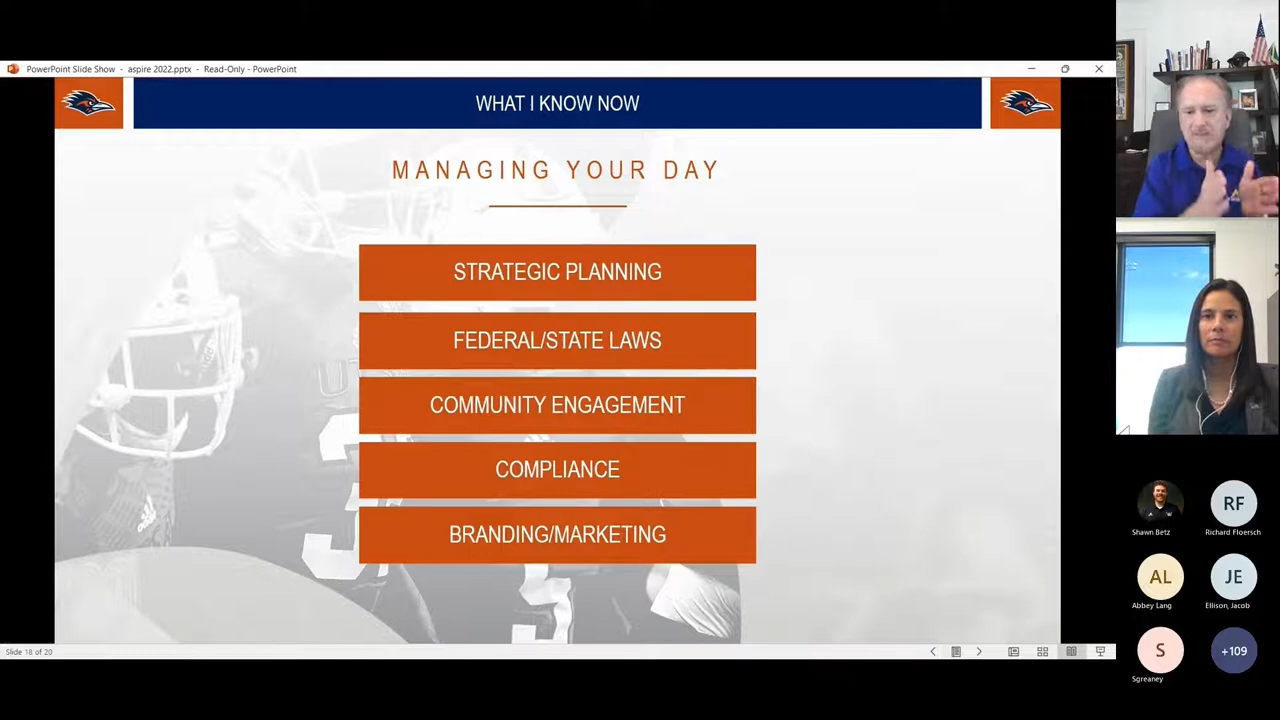 PowerPoint Slide Show - aspire 2022.pptx - Read-Only - PowerPoint
WHAT I KNOW NOW
MANAGING YOUR DAY
STRATEGIC PLANNING
FEDERAL/STATE LAWS
COMMUNITY ENGAGEMENT
COMPLIANCE
BRANDING/MARKETING
Slide 18 of 20
RF
Shawn Betz
Richard Floersch
AL
JE
Abbey Lang
Ellison, Jacob
S
+109
Sgreaney